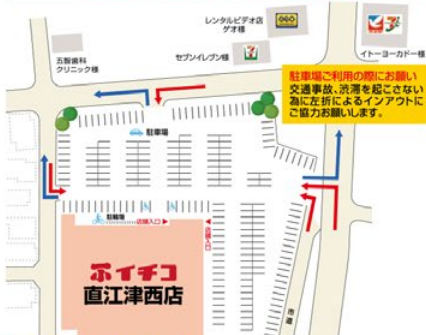 レンタルビデオ店
ゲオ様
GEO
五智歯科
クリニック様
セブンイレブン様
イトーヨーカドー様
駐車場ご利用の際にお願い
交通事故、渋滞を起こさない
為に左折によるインアウトに
ご協力お願いします。
駐車場
駐輪場
店舗入口
店舗入口
ホイチコ
直江津西店
市道